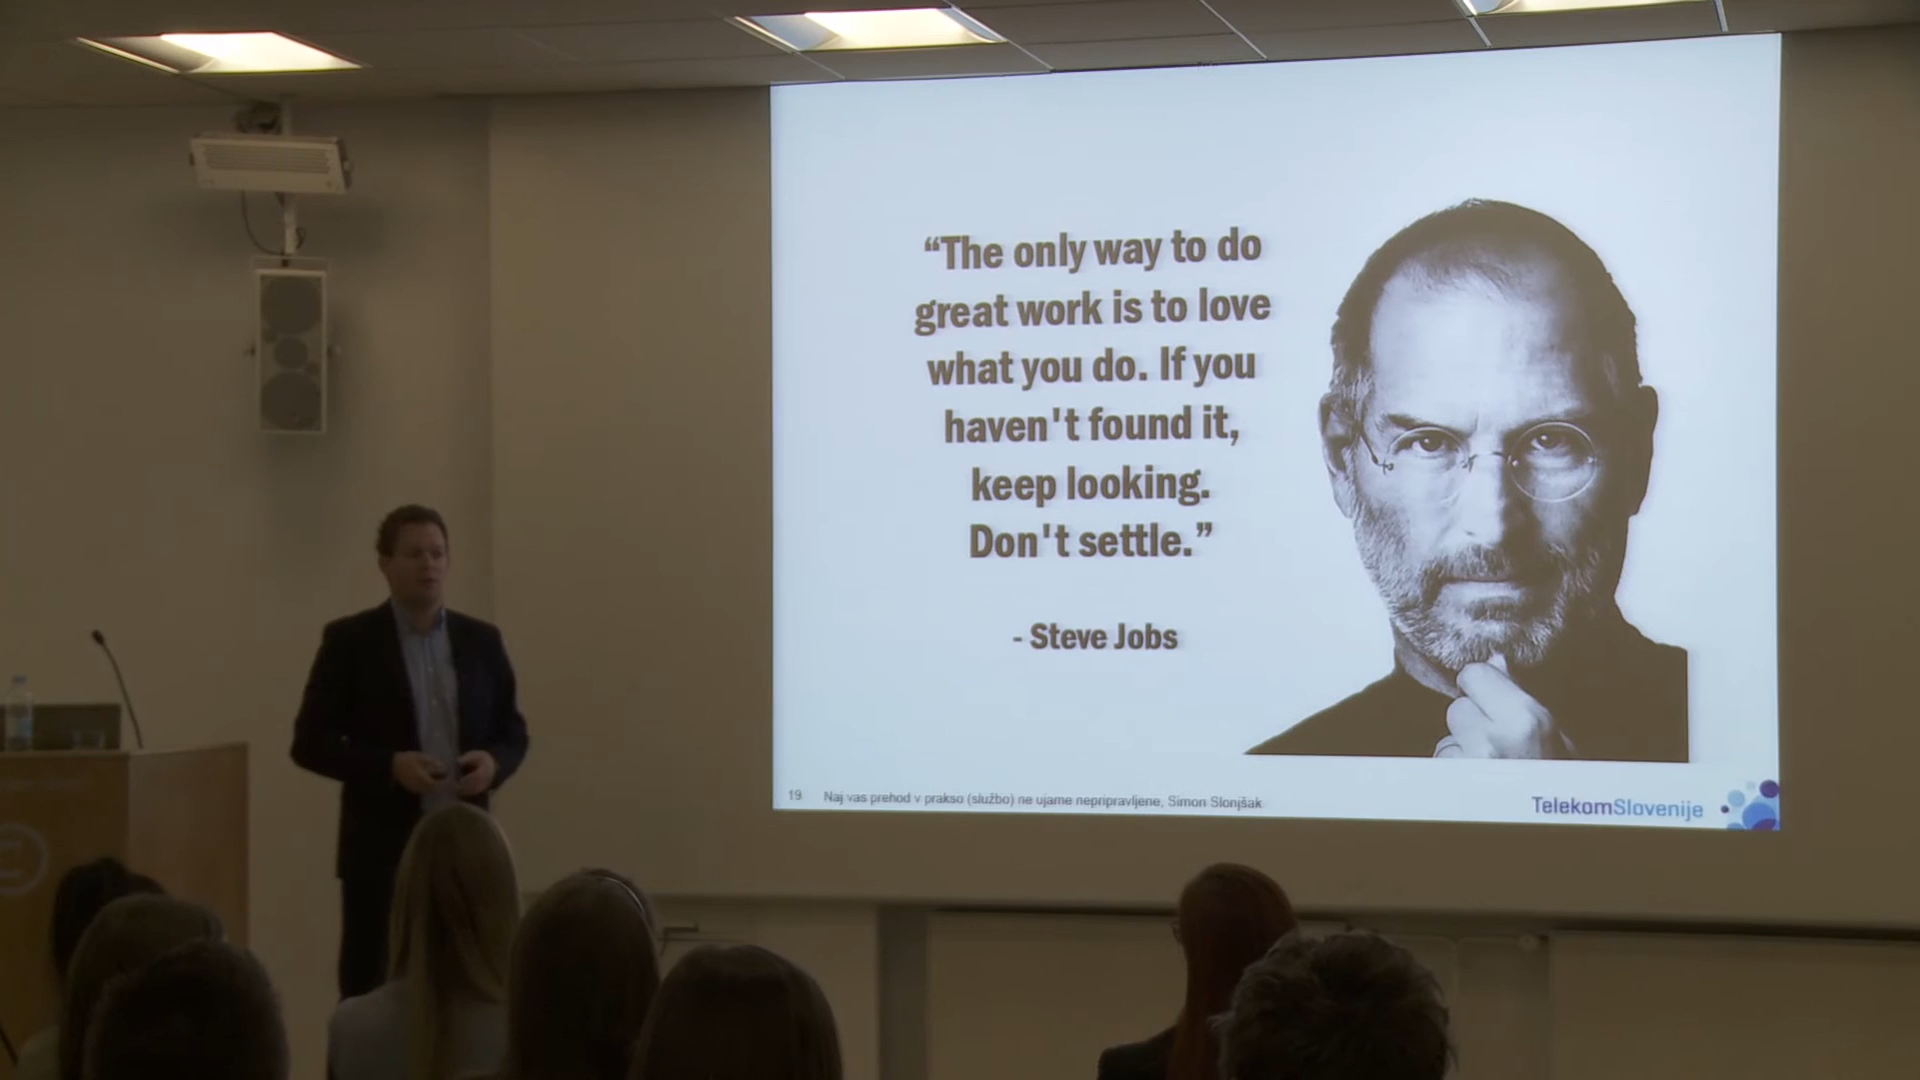 “The only way to do
great work is to love
what you do. If you
haven't found it,
keep looking.
Don't settle.”
- Steve Jobs
19 Naj vas prehod v prakso (službo) ne ujame nepripravljene, Simon Slonjšak
TelekomSlovenije